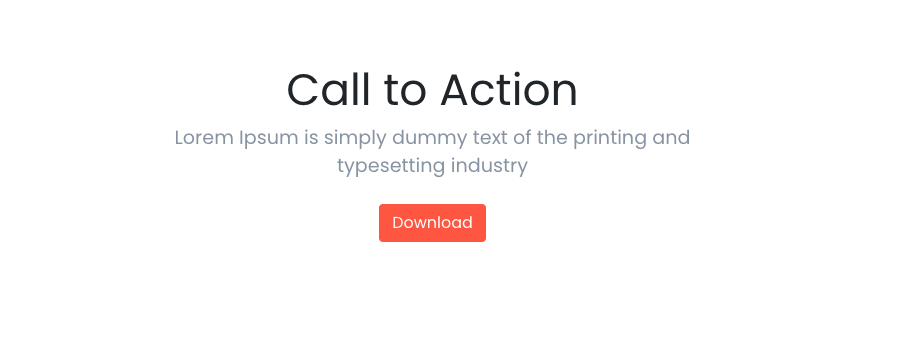 Call to Action
Lorem Ipsum is simply dummy text of the printing and
typesetting industry
Download